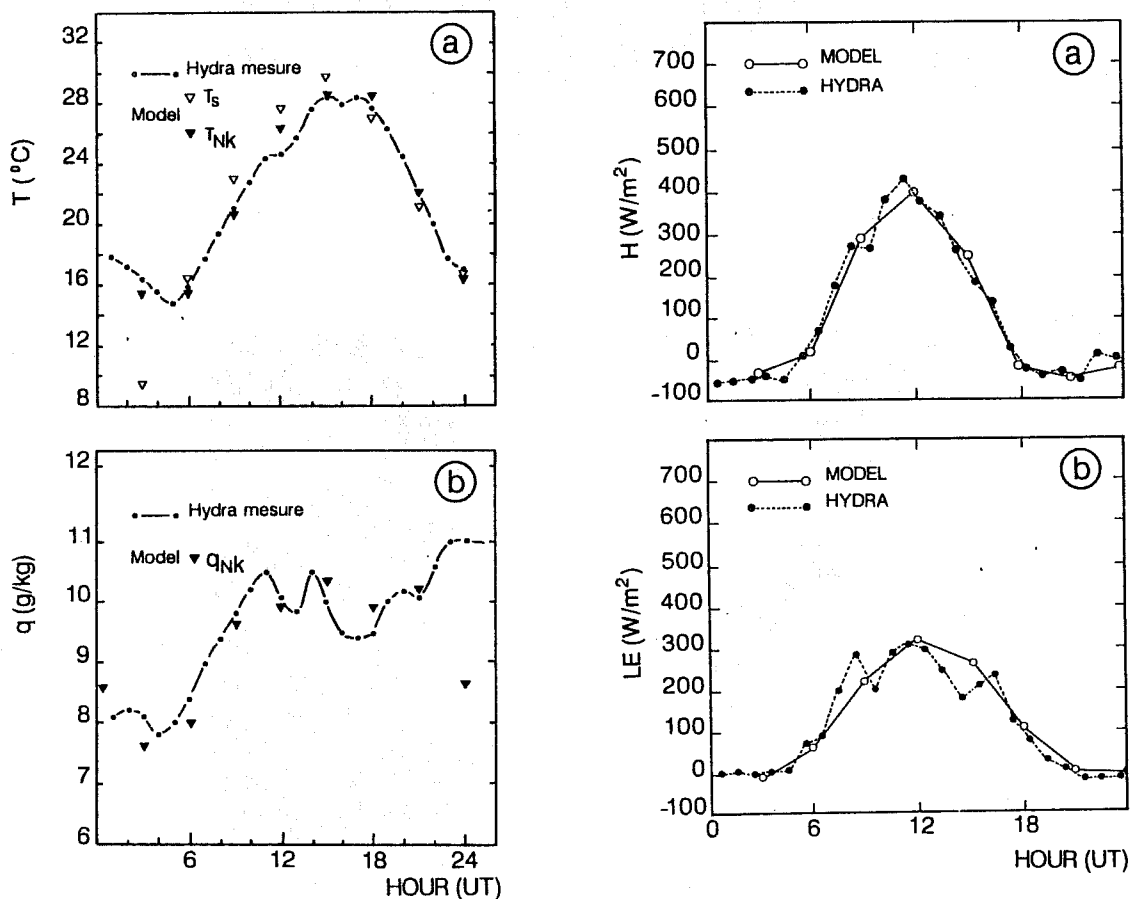 32
28
24
20
16
12
8
T (°C)
a
Hydra mesure
Ts
Model
TNk
12
11
10
9
8
7
6
q (g/kg)
b
Hydra mesure
Model qNk
6
12
18
24
HOUR (UT)
700
600
500
400
300
200
100
0
-100
H (W/m²)
a
MODEL
HYDRA
700
600
500
400
300
200
100
0
-100
LE (W/m²)
b
MODEL
HYDRA
0
6
12
18
HOUR (UT)